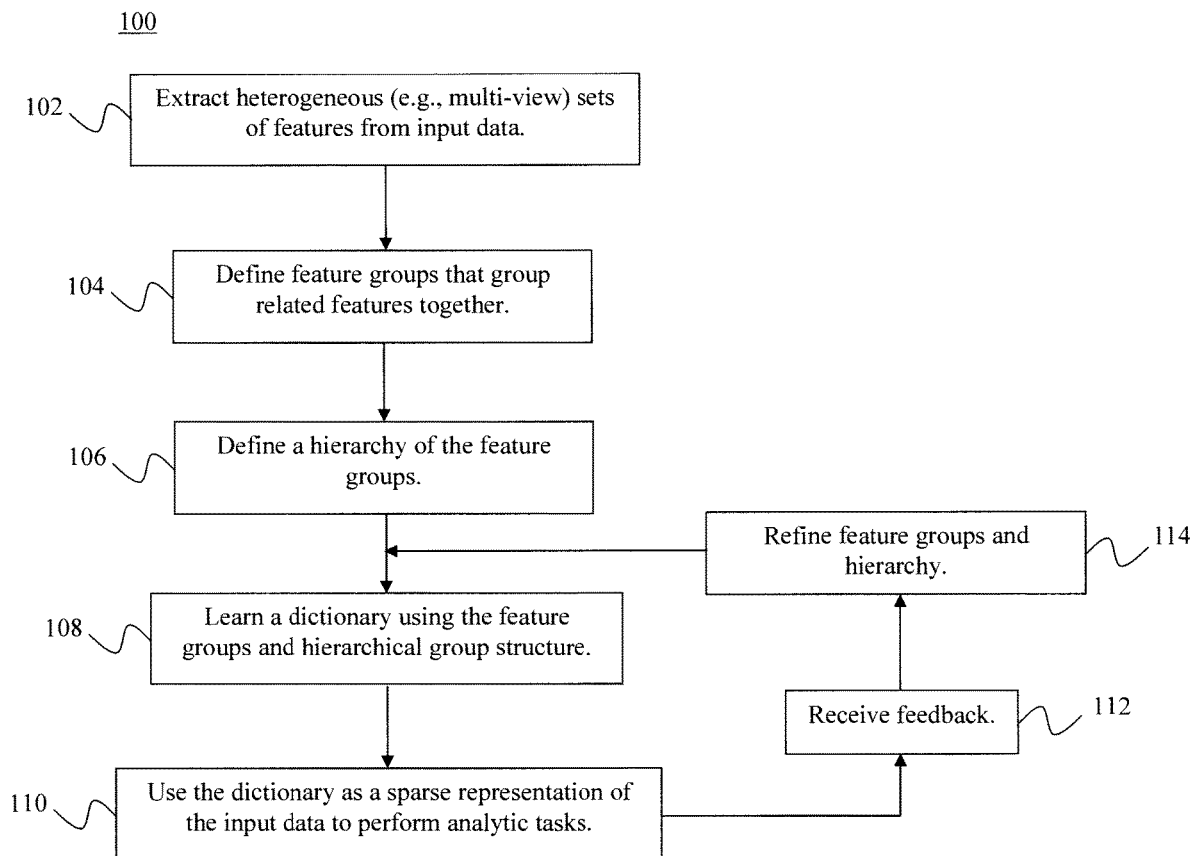 100
102
Extract heterogeneous (e.g., multi-view) sets
of features from input data.
104
Define feature groups that group
related features together.
106
Define a hierarchy of the feature
groups.
Refine feature groups and
hierarchy.
114
108
Learn a dictionary using the feature
groups and hierarchical group structure.
Receive feedback.
112
110
Use the dictionary as a sparse representation of
the input data to perform analytic tasks.